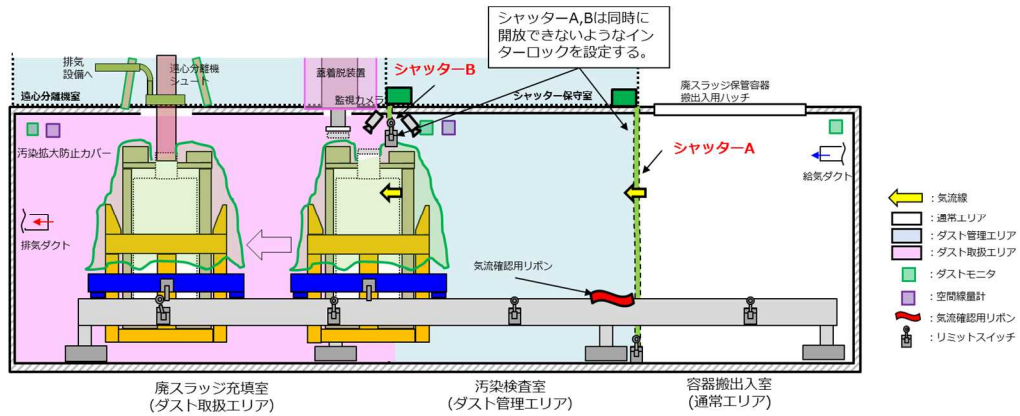 シャッターA,Bは同時に
開放できないようなイン
ターロックを設定する。
排気
設備へ
遠心分離機
シュート
蓋着脱装置
シャッターB
遠心分離機室
監視カメラ
シャッター保守室
廃スラッジ保管容器
搬出入用ハッチ
汚染拡大防止カバー
シャッターA
給気ダクト
排気ダクト
気流確認用リボン
：気流線
：通常エリア
：ダスト管理エリア
：ダスト取扱エリア
：ダストモニタ
：空間線量計
：気流確認用リボン
：リミットスイッチ
廃スラッジ充填室
(ダスト取扱エリア)
汚染検査室
(ダスト管理エリア)
容器搬出入室
(通常エリア)